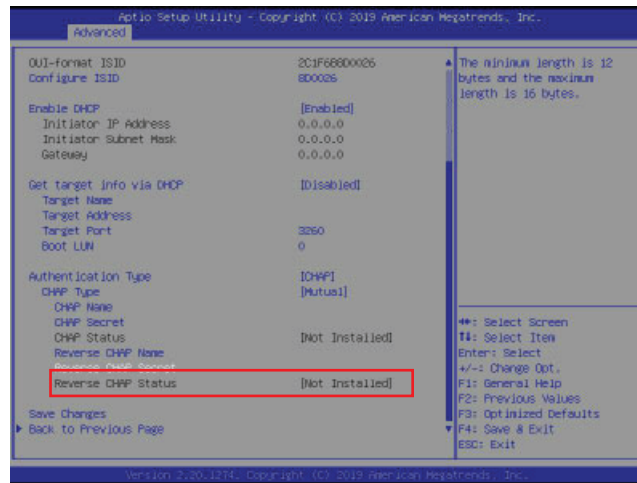 Aptio Setup Utility - Copyright (C) 2019 American Megatrends, Inc.
Advanced
OUI-format ISID 2C1F6B8D0026
Configure ISID 8D0026
Enable DHCP [Enabled]
Initiator IP Address 0.0.0.0
Initiator Subnet Mask 0.0.0.0
Gateway 0.0.0.0
Get target info via DHCP [Disabled]
Target Name
Target Address
Target Port 3260
Boot LUN 0
Authentication Type [CHAP]
CHAP Type [Mutual]
CHAP Name
CHAP Secret
CHAP Status [Not Installed]
Reverse CHAP Name
Reverse CHAP Secret
Reverse CHAP Status [Not Installed]
Save Changes
Back to Previous Page
The minimum length is 12
bytes and the maximum
length is 16 bytes.
→←: Select Screen
↑↓: Select Item
Enter: Select
+/-: Change Opt.
F1: General Help
F2: Previous Values
F3: Optimized Defaults
F4: Save & Exit
ESC: Exit
Version 2.20.1274. Copyright (C) 2019 American Megatrends, Inc.